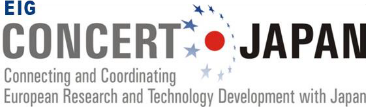 EIG
CONCERT JAPAN
Connecting and Coordinating
European Research and Technology Development with Japan